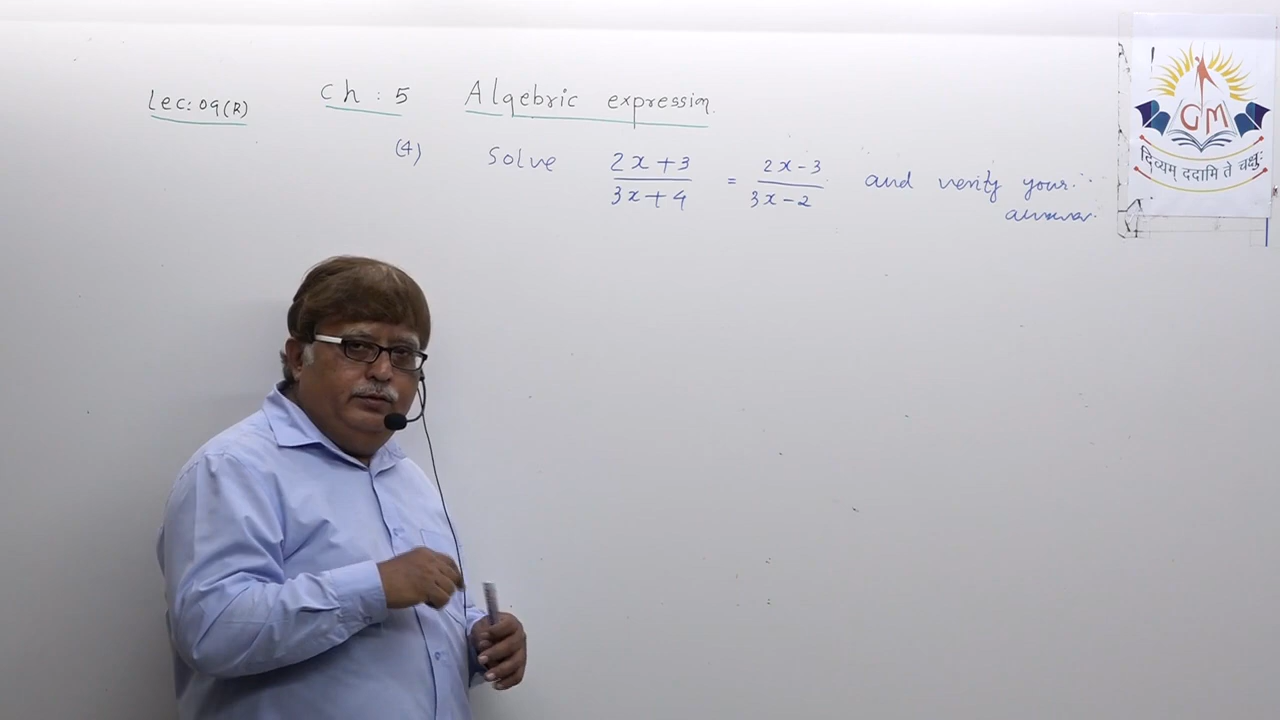 Lec:09(R)
Ch : 5 Algebric expression.
(4) Solve (2x+3)/(3x+4) = (2x-3)/(3x-2) and verify your
answer.
GM
दिव्यम् ददामि ते चक्षुः